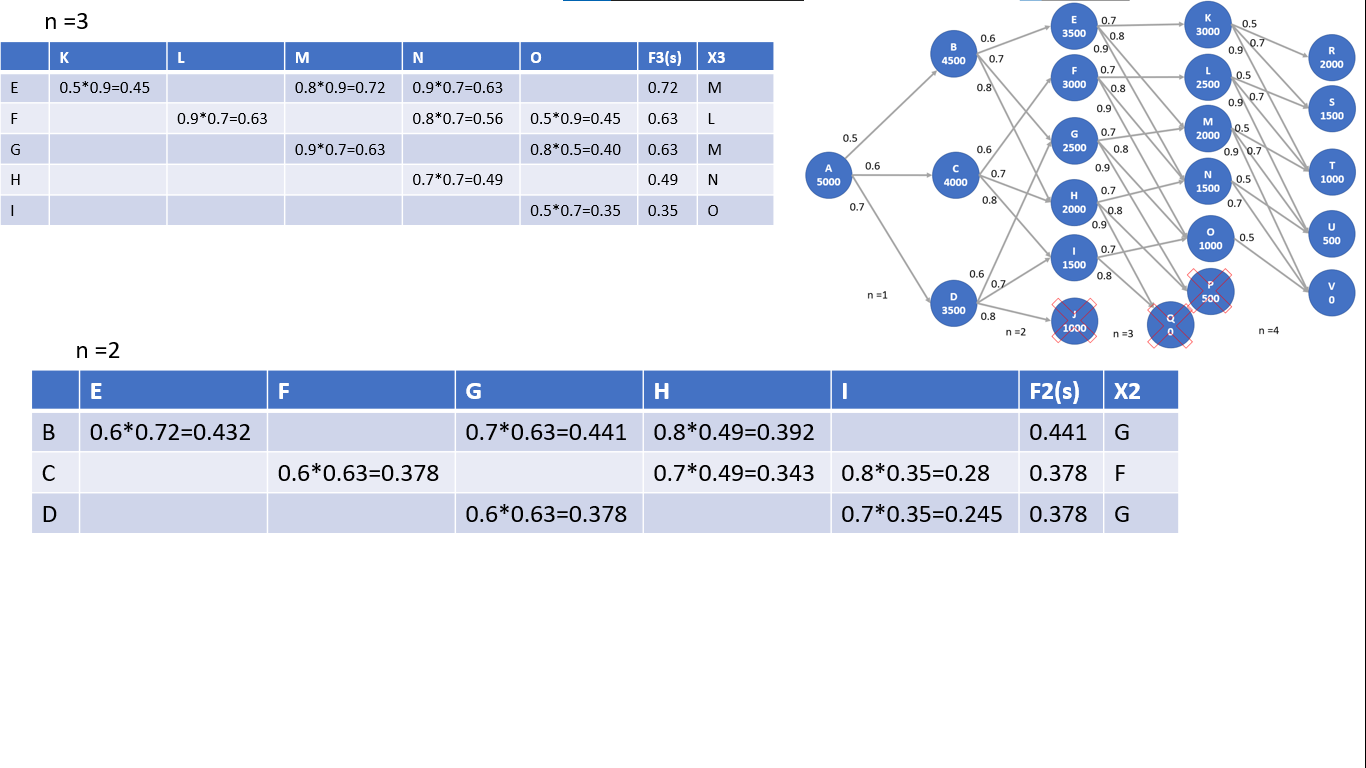 n =3
K L M N O F3(s) X3
E 0.5*0.9=0.45 0.8*0.9=0.72 0.9*0.7=0.63 0.72 M
F 0.9*0.7=0.63 0.8*0.7=0.56 0.5*0.9=0.45 0.63 L
G 0.9*0.7=0.63 0.8*0.5=0.40 0.63 M
H 0.7*0.7=0.49 0.49 N
I 0.5*0.7=0.35 0.35 O
A
5000
0.5
0.6
0.7
n =1
B
4500
0.6
0.7
0.8
C
4000
0.6
0.7
0.8
D
3500
0.6
0.7
0.8
n =2
E
3500
0.7
0.8
0.9
F
3000
0.7
0.8
0.9
G
2500
0.7
0.8
0.9
H
2000
0.7
0.8
0.9
I
1500
0.7
0.8
J
1000
n =3
K
3000
0.5
0.7
0.9
L
2500
0.5
0.7
0.9
M
2000
0.5
0.7
0.9
N
1500
0.5
0.7
O
1000
0.5
P
500
Q
0
n =4
R
2000
S
1500
T
1000
U
500
V
0
n =2
E F G H I F2(s) X2
B 0.6*0.72=0.432 0.7*0.63=0.441 0.8*0.49=0.392 0.441 G
C 0.6*0.63=0.378 0.7*0.49=0.343 0.8*0.35=0.28 0.378 F
D 0.6*0.63=0.378 0.7*0.35=0.245 0.378 G